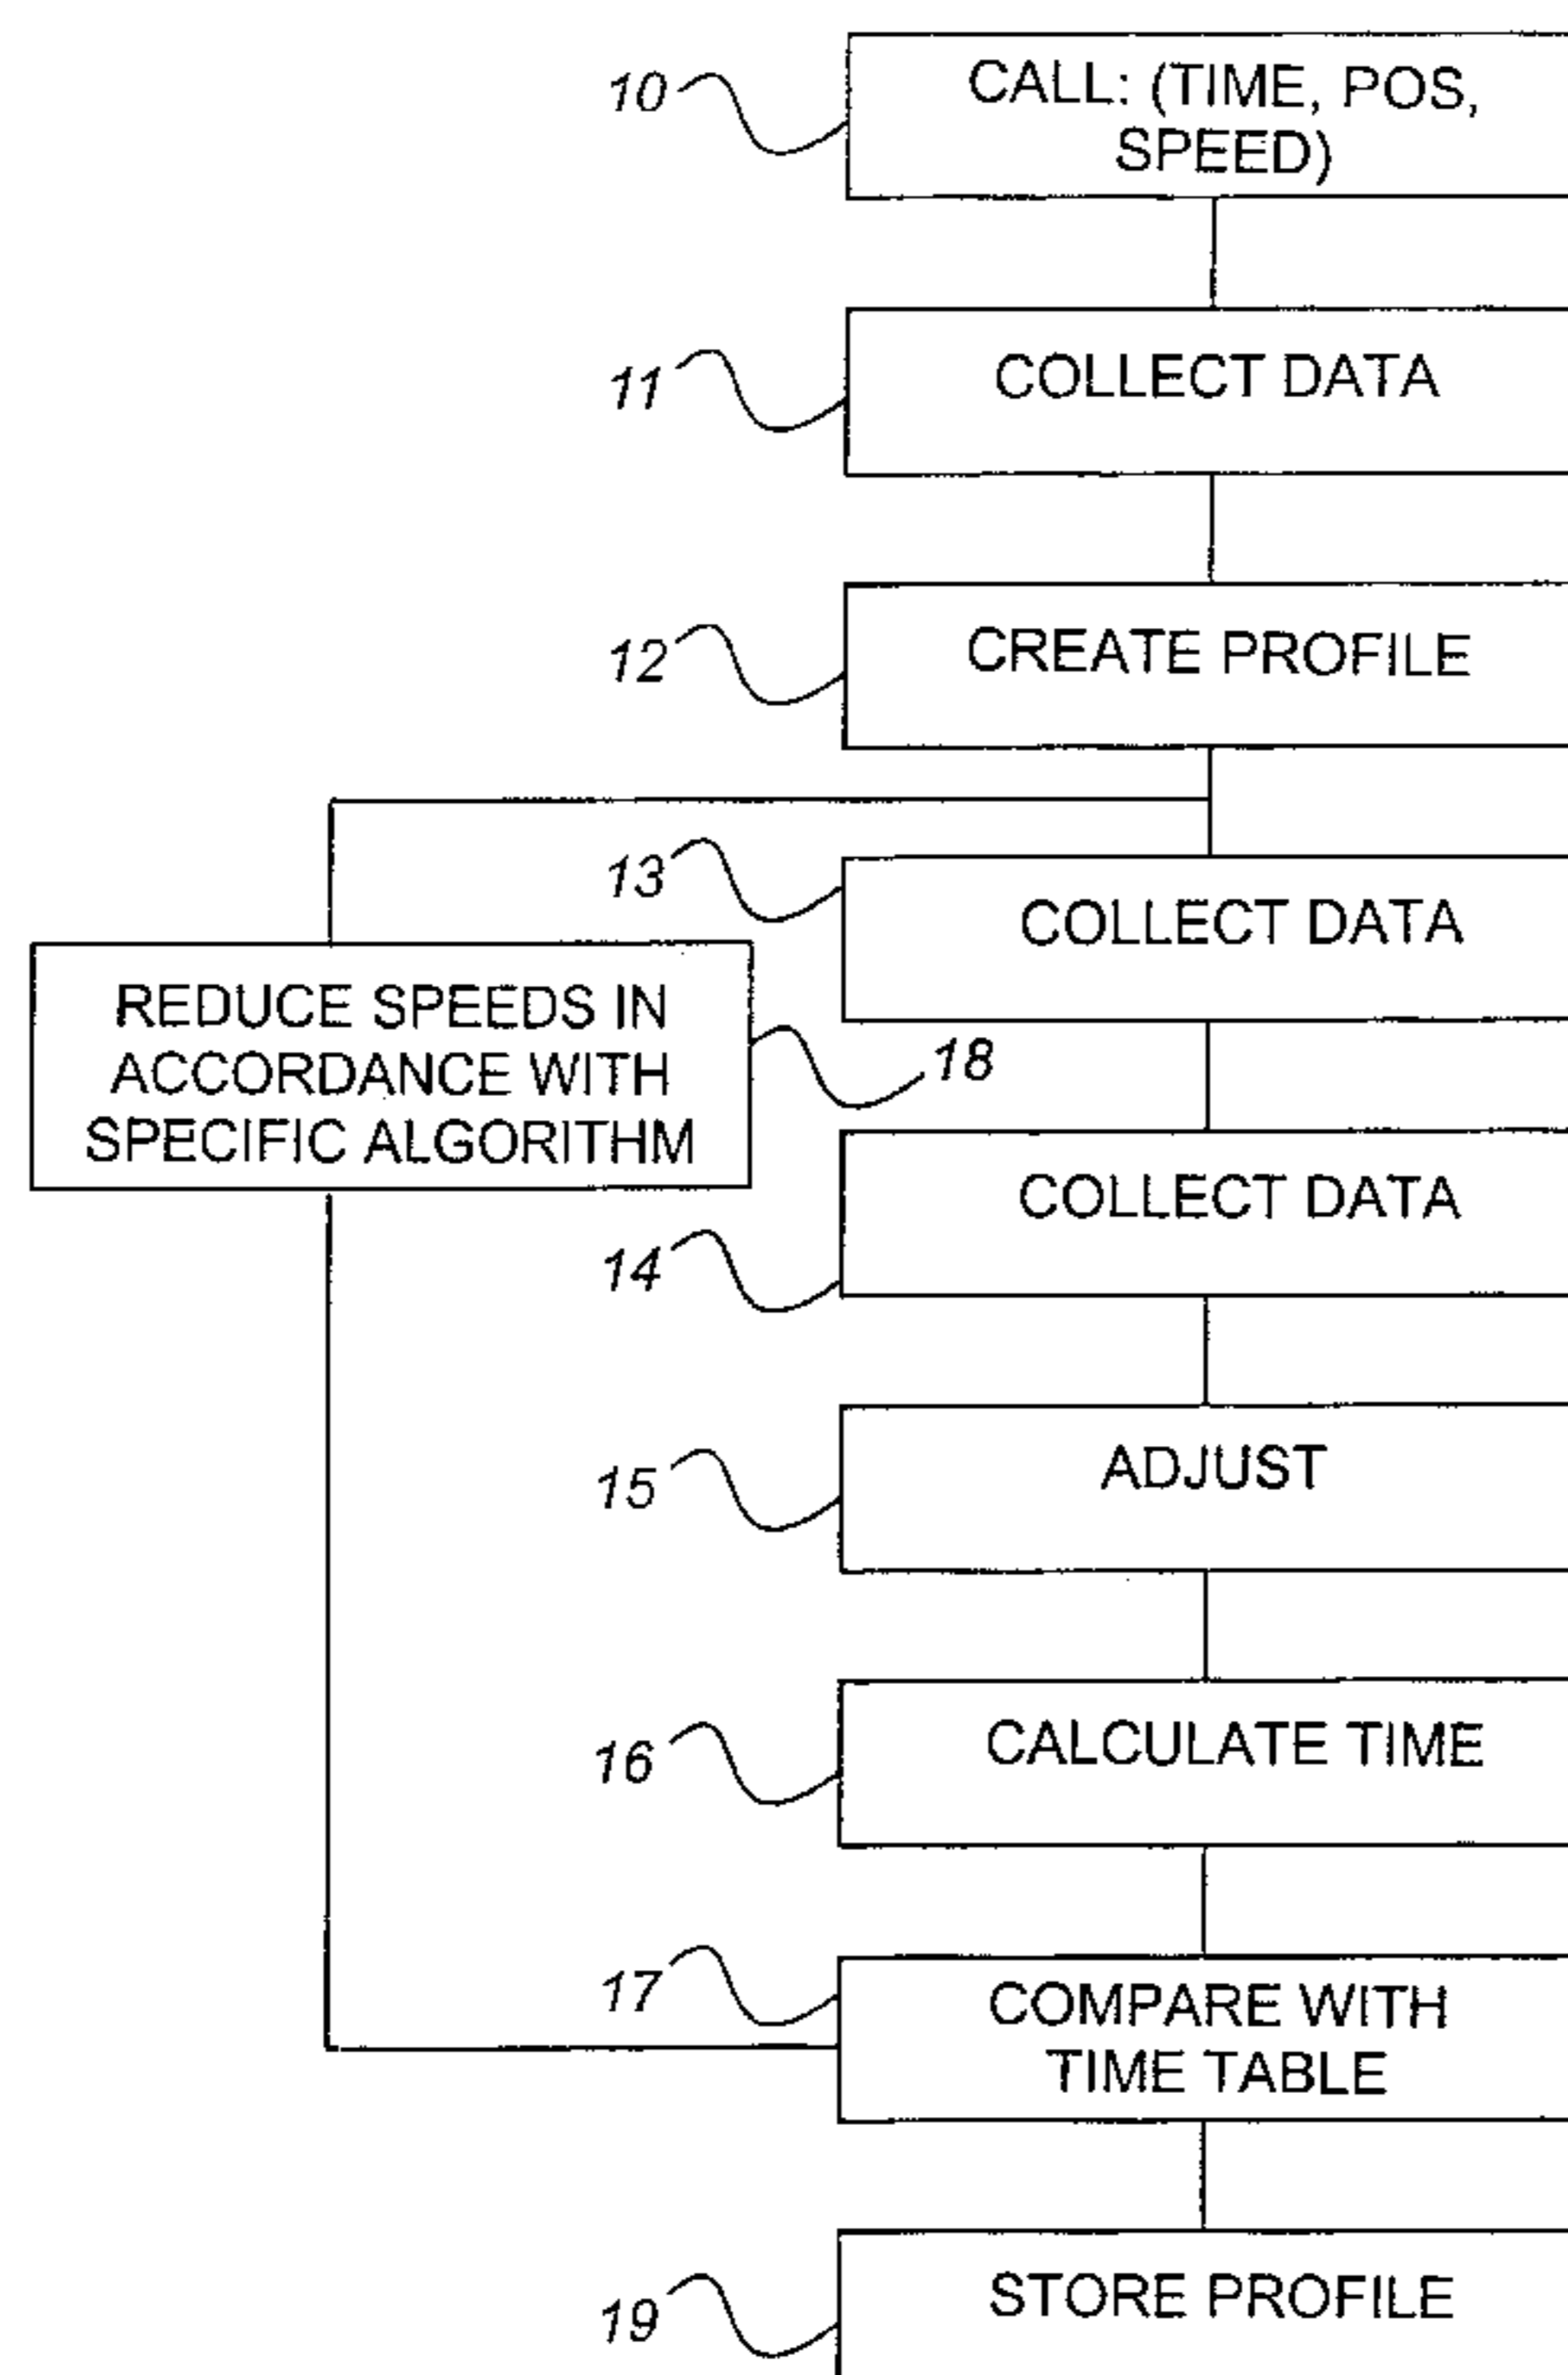 10
CALL: (TIME, POS,
SPEED)
11
COLLECT DATA
12
CREATE PROFILE
13
COLLECT DATA
REDUCE SPEEDS IN
ACCORDANCE WITH
SPECIFIC ALGORITHM
18
14
COLLECT DATA
15
ADJUST
16
CALCULATE TIME
17
COMPARE WITH
TIME TABLE
19
STORE PROFILE